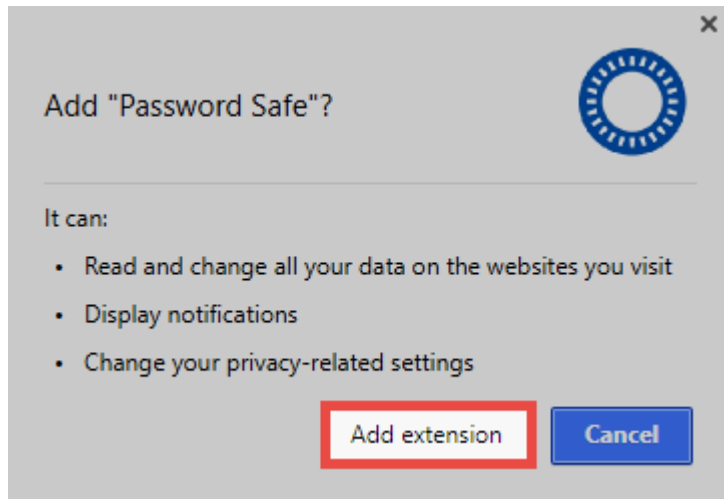 Add "Password Safe"?
It can:
• Read and change all your data on the websites you visit
• Display notifications
• Change your privacy-related settings
Add extension
Cancel